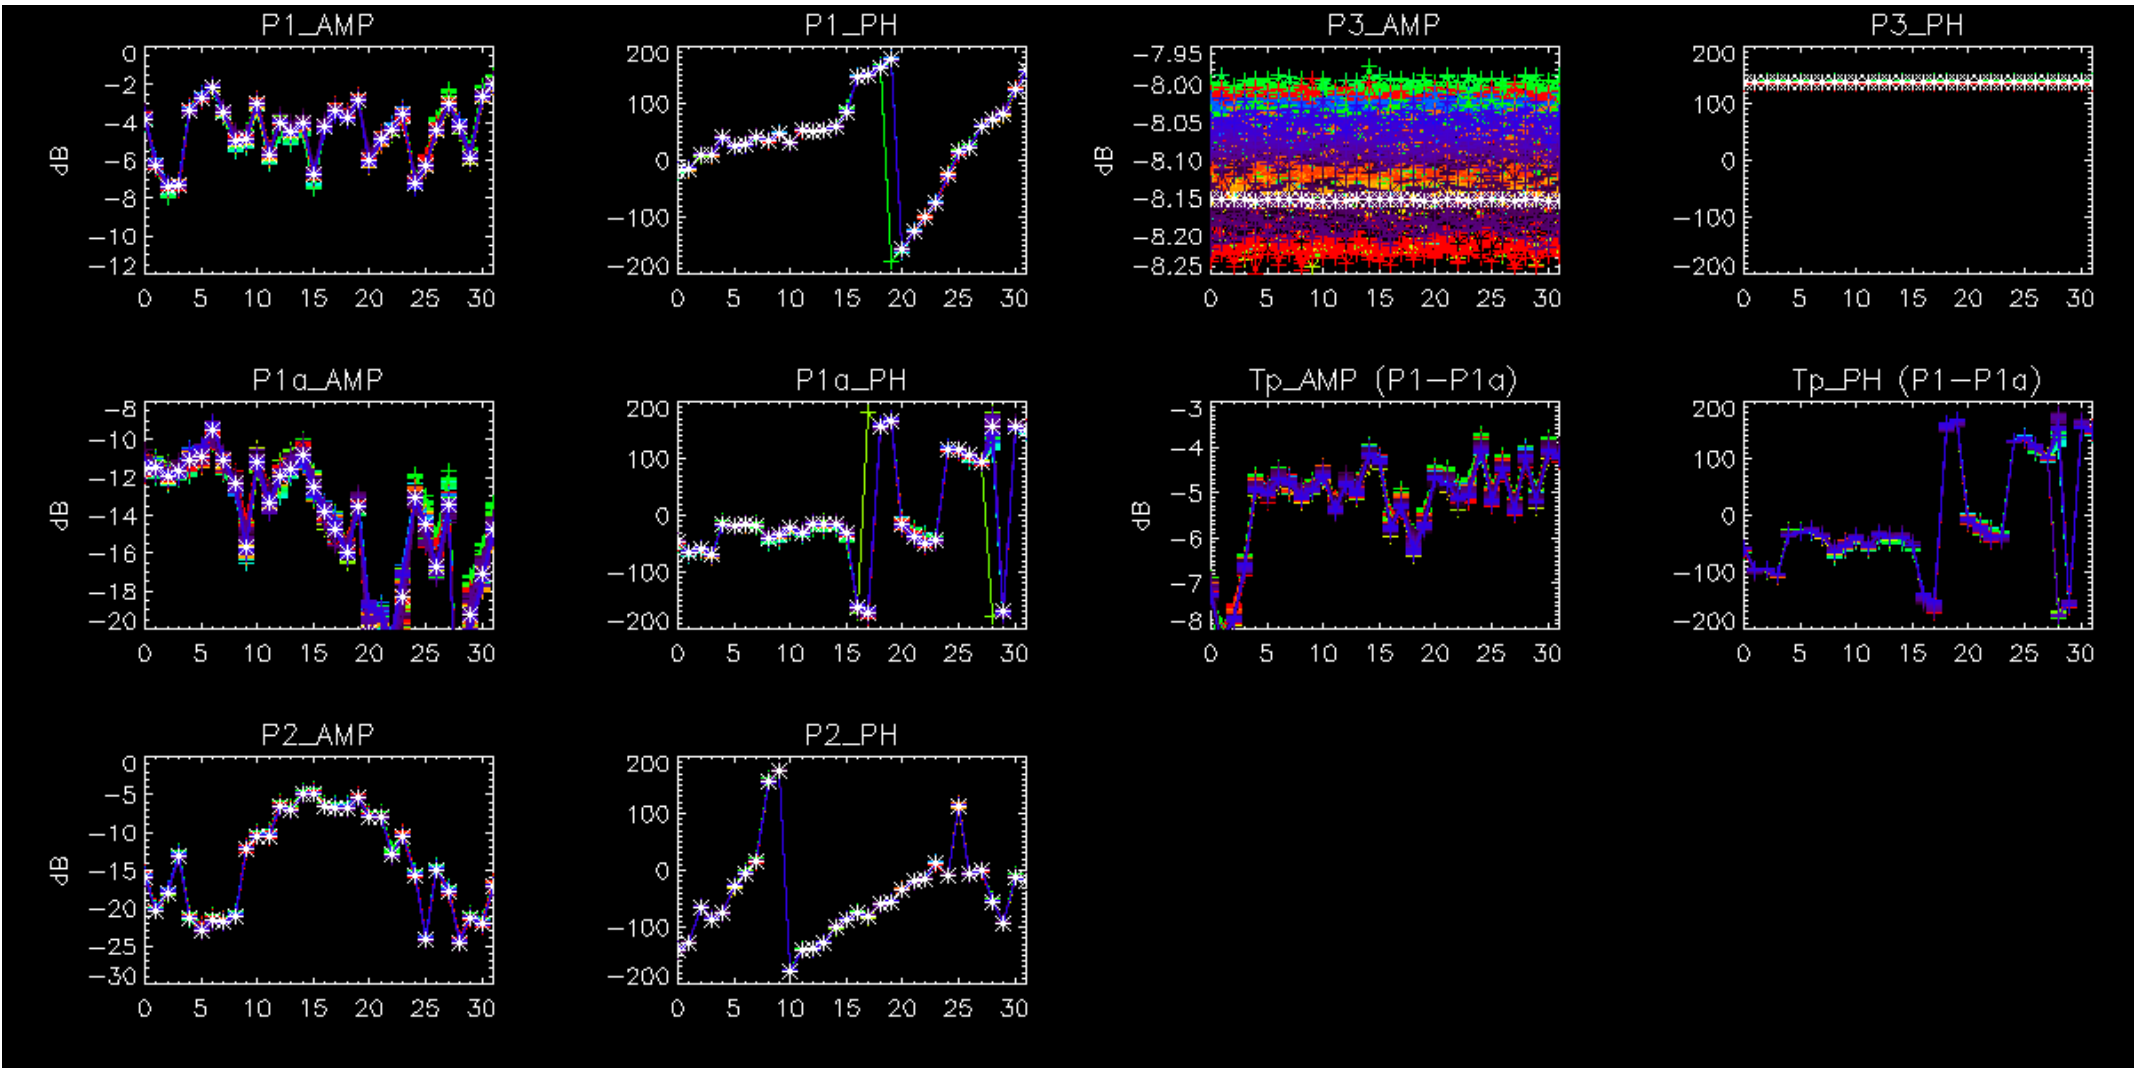 P1_AMP
0
−2
−4
−6
−8
−10
−12
dB
0 5 10 15 20 25 30
P1_PH
200
100
0
−100
−200
0 5 10 15 20 25 30
P3_AMP
−7.95
−8.00
−8.05
−8.10
−8.15
−8.20
−8.25
dB
0 5 10 15 20 25 30
P3_PH
200
100
0
−100
−200
0 5 10 15 20 25 30
P1a_AMP
−8
−10
−12
−14
−16
−18
−20
dB
0 5 10 15 20 25 30
P1a_PH
200
100
0
−100
−200
0 5 10 15 20 25 30
Tp_AMP (P1−P1a)
−3
−4
−5
−6
−7
−8
dB
0 5 10 15 20 25 30
Tp_PH (P1−P1a)
200
100
0
−100
−200
0 5 10 15 20 25 30
P2_AMP
0
−5
−10
−15
−20
−25
−30
dB
0 5 10 15 20 25 30
P2_PH
200
100
0
−100
−200
0 5 10 15 20 25 30